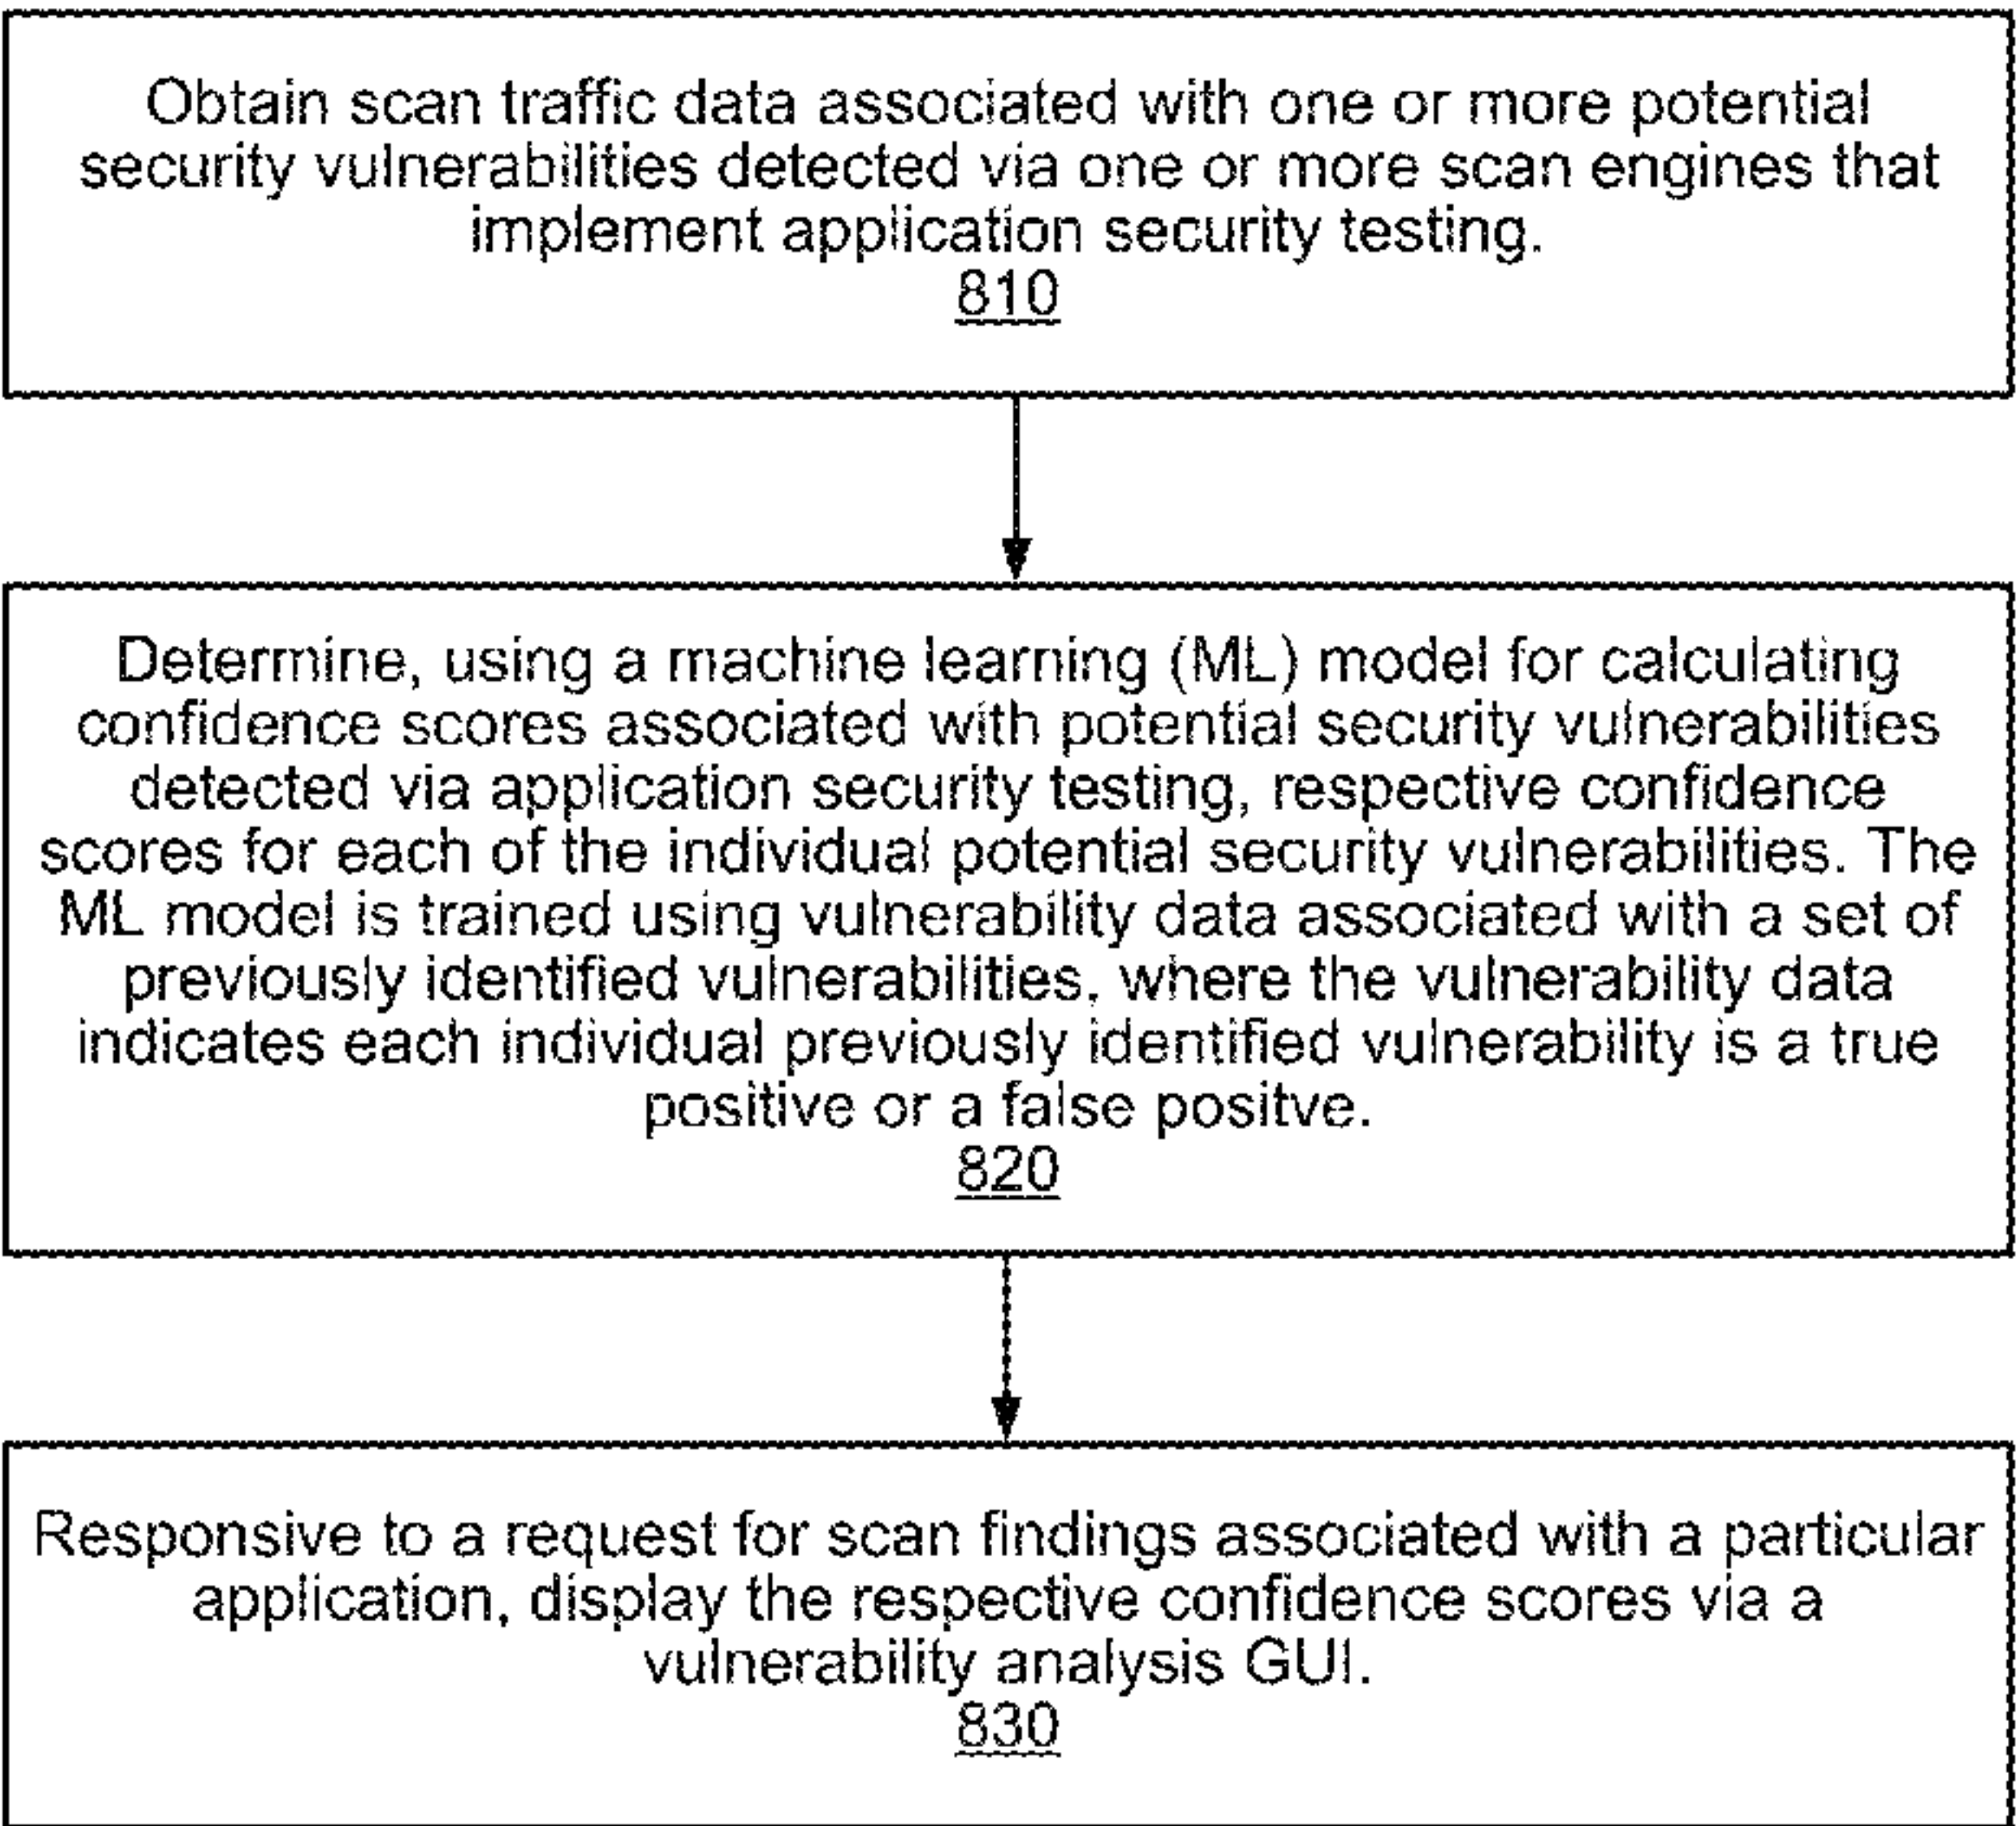 Obtain scan traffic data associated with one or more potential
security vulnerabilities detected via one or more scan engines that
implement application security testing.
810
Determine, using a machine learning (ML) model for calculating
confidence scores associated with potential security vulnerabilities
detected via application security testing, respective confidence
scores for each of the individual potential security vulnerabilities. The
ML model is trained using vulnerability data associated with a set of
previously identified vulnerabilities, where the vulnerability data
indicates each individual previously identified vulnerability is a true
positive or a false positve.
820
Responsive to a request for scan findings associated with a particular
application, display the respective confidence scores via a
vulnerability analysis GUI.
830